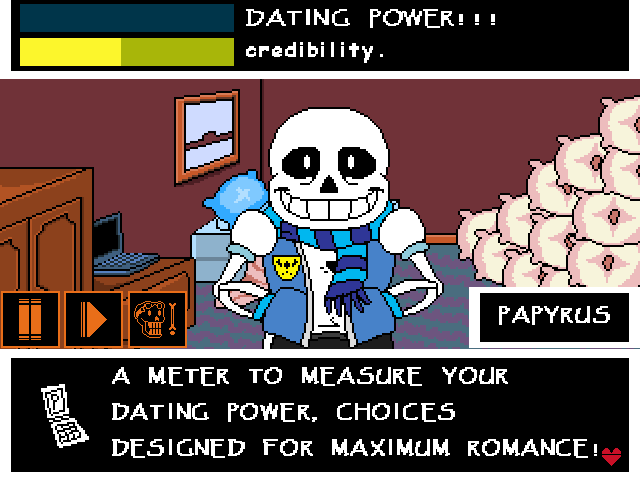 DATING POWER!!!
credibility.
PAPYRUS
A METER TO MEASURE YOUR
DATING POWER. CHOICES
DESIGNED FOR MAXIMUM ROMANCE!